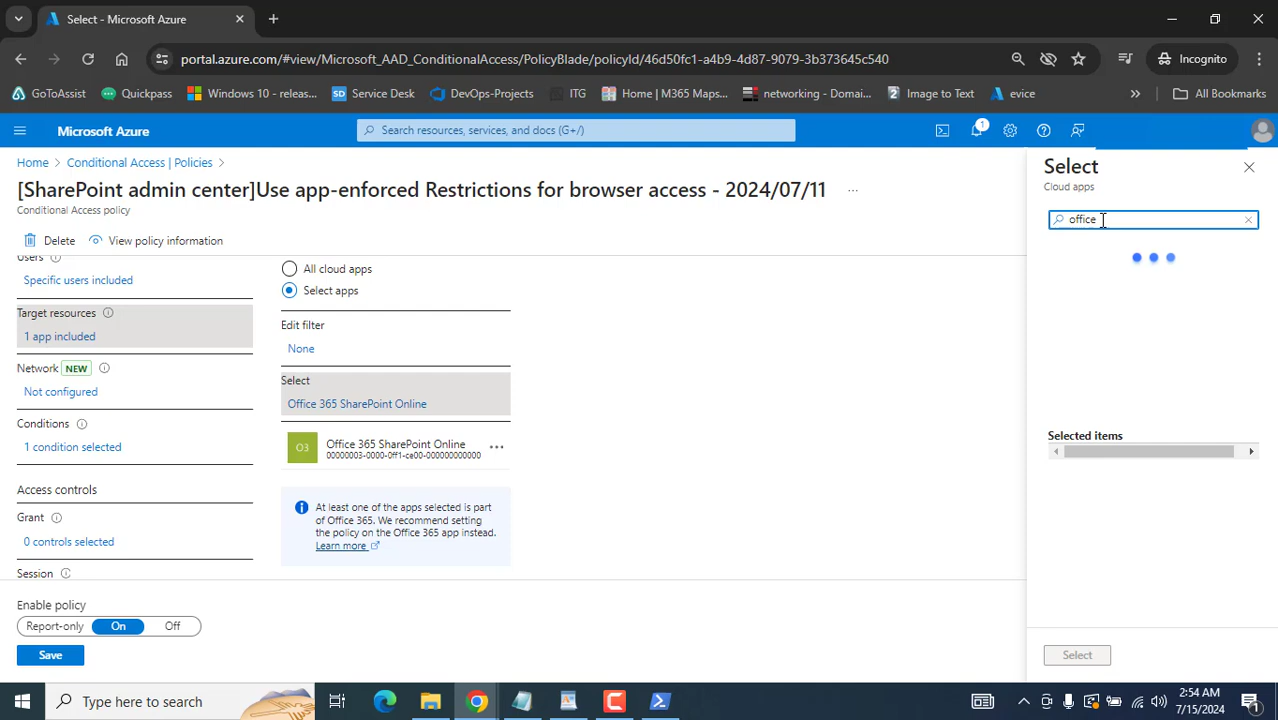 Select - Microsoft Azure
portal.azure.com/#view/Microsoft_AAD_ConditionalAccess/PolicyBlade/policyId/46d50fc1-a4b9-4d87-9079-3b373645c540
Incognito
GoToAssist
Quickpass
Windows 10 - releas...
SD Service Desk
DevOps-Projects
ITG
Home | M365 Maps...
networking - Domai...
Image to Text
evice
All Bookmarks
Microsoft Azure
Search resources, services, and docs (G+/)
1
Home
Conditional Access | Policies
[SharePoint admin center]Use app-enforced Restrictions for browser access - 2024/07/11
Conditional Access policy
Delete
View policy information
Users
Specific users included
Target resources
1 app included
Network NEW
Not configured
Conditions
1 condition selected
Access controls
Grant
0 controls selected
Session
All cloud apps
Select apps
Edit filter
None
Select
Office 365 SharePoint Online
O3
Office 365 SharePoint Online
00000003-0000-0ff1-ce00-000000000000
At least one of the apps selected is part
of Office 365. We recommend setting
the policy on the Office 365 app instead.
Learn more
Enable policy
Report-only
On
Off
Save
Select
Cloud apps
office
Selected items
Select
Type here to search
2:54 AM
7/15/2024
1